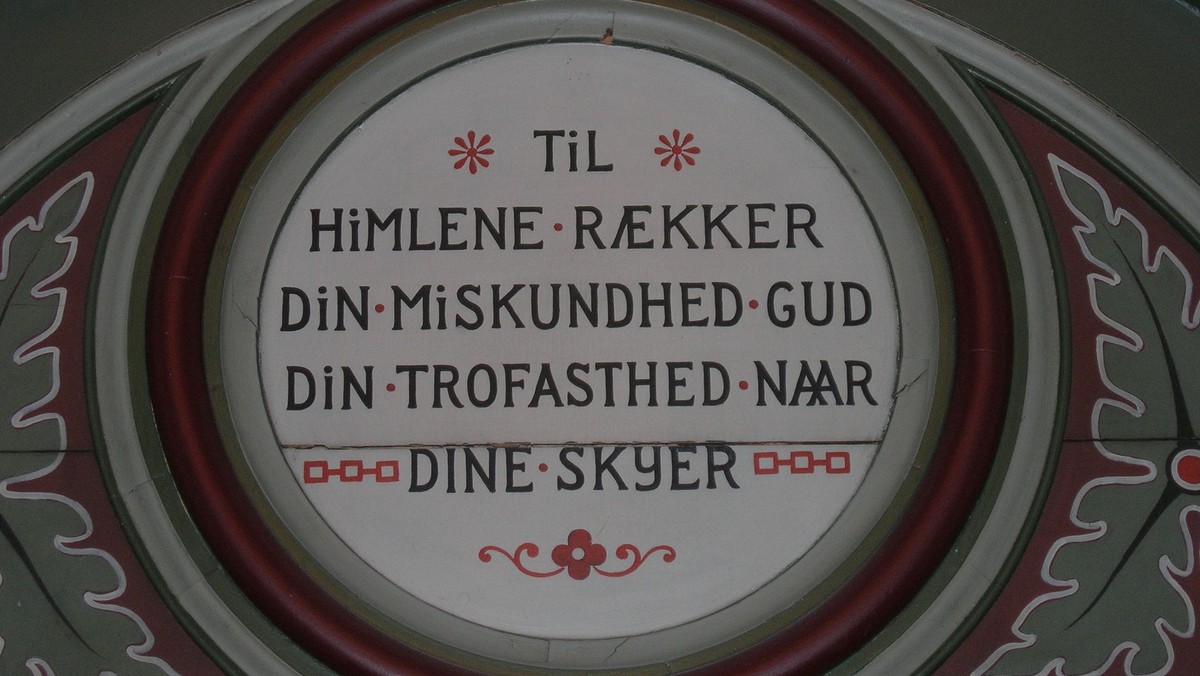 TiL
HiMLENE · RÆKKER
DiN · MiSKUNDHED · GUD
DiN · TROFASTHED · NAAR
DINE · SKYER